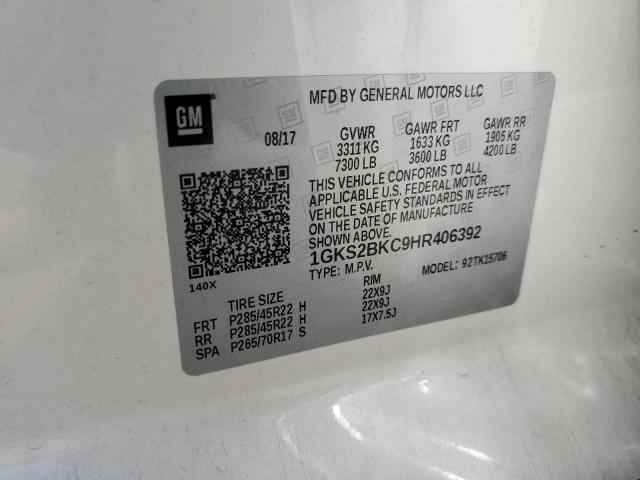 GM
MFD BY GENERAL MOTORS LLC
08/17 GVWR GAWR FRT GAWR RR
3311 KG 1633 KG 1905 KG
7300 LB 3600 LB 4200 LB
THIS VEHICLE CONFORMS TO ALL
APPLICABLE U.S. FEDERAL MOTOR
VEHICLE SAFETY STANDARDS IN EFFECT
ON THE DATE OF MANUFACTURE
SHOWN ABOVE.
1GKS2BKC9HR406392
TYPE: M.P.V. MODEL: 92TK15706
140X
TIRE SIZE RIM
FRT P285/45R22 H 22X9J
RR P285/45R22 H 22X9J
SPA P265/70R17 S 17X7.5J